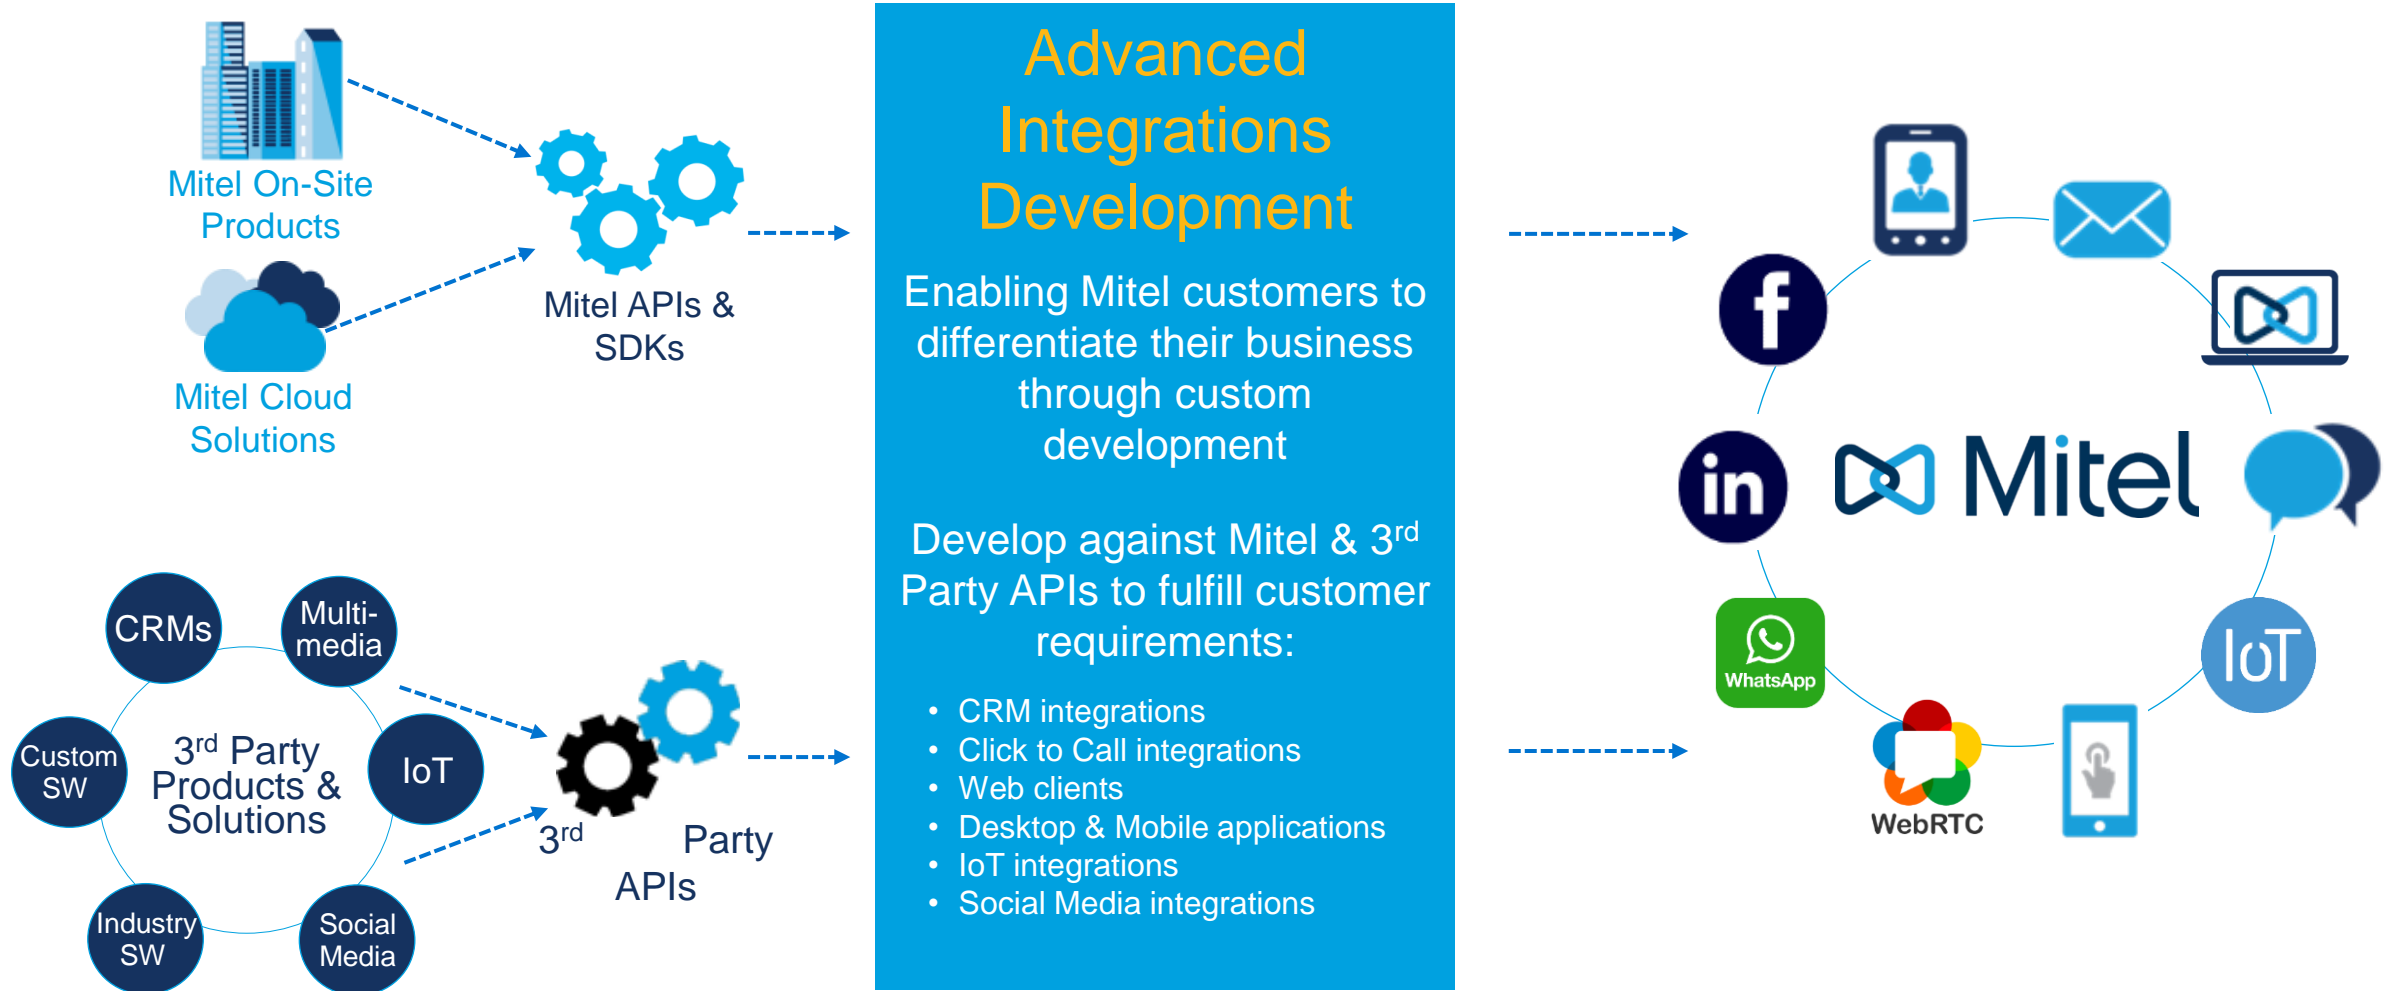 Mitel On-Site
Products
Mitel Cloud
Solutions
Mitel APIs &
SDKs
CRMs
Multi-
media
Custom
SW
3rd Party
Products &
Solutions
IoT
Industry
SW
Social
Media
3rd Party
APIs
Advanced
Integrations
Development
Enabling Mitel customers to
differentiate their business
through custom
development
Develop against Mitel & 3rd
Party APIs to fulfill customer
requirements:
• CRM integrations
• Click to Call integrations
• Web clients
• Desktop & Mobile applications
• IoT integrations
• Social Media integrations
f
in
Mitel
WhatsApp
IoT
WebRTC